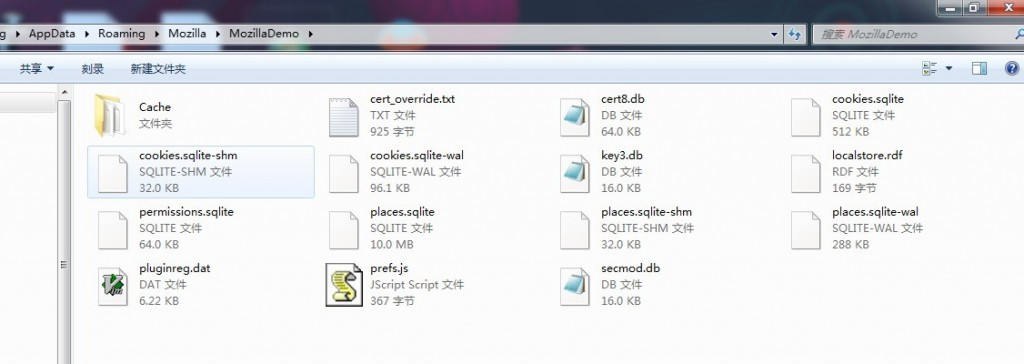 g ▸ AppData ▸ Roaming ▸ Mozilla ▸ MozillaDemo ▸
搜索 MozillaDemo
共享 刻录 新建文件夹
Cache
文件夹
cert_override.txt
TXT 文件
925 字节
cert8.db
DB 文件
64.0 KB
cookies.sqlite
SQLITE 文件
512 KB
cookies.sqlite-shm
SQLITE-SHM 文件
32.0 KB
cookies.sqlite-wal
SQLITE-WAL 文件
96.1 KB
key3.db
DB 文件
16.0 KB
localstore.rdf
RDF 文件
169 字节
permissions.sqlite
SQLITE 文件
64.0 KB
places.sqlite
SQLITE 文件
10.0 MB
places.sqlite-shm
SQLITE-SHM 文件
32.0 KB
places.sqlite-wal
SQLITE-WAL 文件
288 KB
pluginreg.dat
DAT 文件
6.22 KB
prefs.js
JScript Script 文件
367 字节
secmod.db
DB 文件
16.0 KB